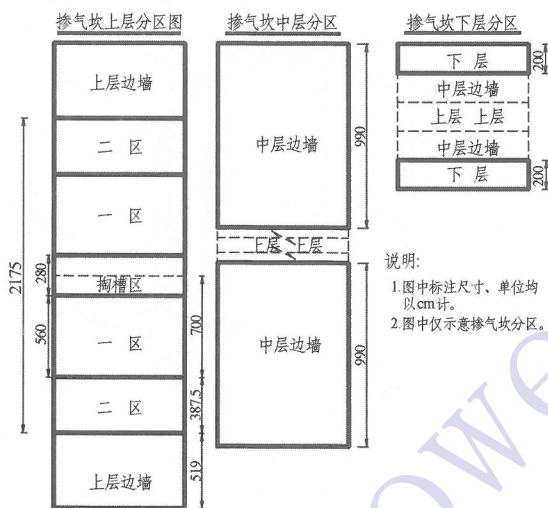 掺气坎上层分区图
上层边墙
二 区
一 区
掏槽区
一 区
二 区
上层边墙
2175
280
560
700
387.5
519
掺气坎中层分区
中层边墙
上层 上层
中层边墙
990
990
掺气坎下层分区
下 层
中层边墙
上层 上层
中层边墙
下 层
200
200
说明:
1.图中标注尺寸、单位均
以cm计。
2.图中仅示意掺气坎分区。
owe